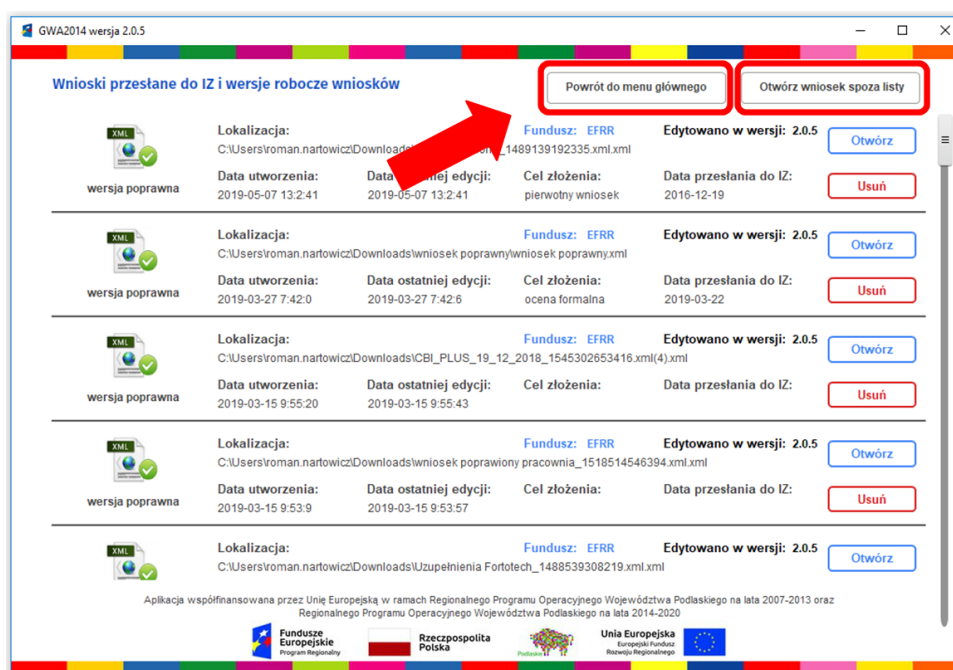 GWA2014 wersja 2.0.5
Wnioski przesłane do IZ i wersje robocze wniosków
Powrót do menu głównego
Otwórz wniosek spoza listy
XML
wersja poprawna
Lokalizacja:
Fundusz: EFRR
Edytowano w wersji: 2.0.5
Otwórz
C:\Users\roman.nartowicz\Downloads\ 1489139192335.xml.xml
Data utworzenia:
Data ostatniej edycji:
Cel złożenia:
Data przesłania do IZ:
Usuń
2019-05-07 13:2:41
2019-05-07 13:2:41
pierwotny wniosek
2016-12-19
XML
wersja poprawna
Lokalizacja:
Fundusz: EFRR
Edytowano w wersji: 2.0.5
Otwórz
C:\Users\roman.nartowicz\Downloads\wniosek poprawny\wniosek poprawny.xml
Data utworzenia:
Data ostatniej edycji:
Cel złożenia:
Data przesłania do IZ:
Usuń
2019-03-27 7:42:0
2019-03-27 7:42:6
ocena formalna
2019-03-22
XML
wersja poprawna
Lokalizacja:
Fundusz: EFRR
Edytowano w wersji: 2.0.5
Otwórz
C:\Users\roman.nartowicz\Downloads\CBI_PLUS_19_12_2018_1545302653416.xml(4).xml
Data utworzenia:
Data ostatniej edycji:
Cel złożenia:
Data przesłania do IZ:
Usuń
2019-03-15 9:55:20
2019-03-15 9:55:43
XML
wersja poprawna
Lokalizacja:
Fundusz: EFRR
Edytowano w wersji: 2.0.5
Otwórz
C:\Users\roman.nartowicz\Downloads\wniosek poprawiony pracownia_1518514546394.xml.xml
Data utworzenia:
Data ostatniej edycji:
Cel złożenia:
Data przesłania do IZ:
Usuń
2019-03-15 9:53:9
2019-03-15 9:53:57
XML
Lokalizacja:
Fundusz: EFRR
Edytowano w wersji: 2.0.5
Otwórz
C:\Users\roman.nartowicz\Downloads\Uzupełnienia Fortotech_1488539308219.xml.xml
Aplikacja współfinansowana przez Unię Europejską w ramach Regionalnego Programu Operacyjnego Województwa Podlaskiego na lata 2007-2013 oraz
Regionalnego Programu Operacyjnego Województwa Podlaskiego na lata 2014-2020
Fundusze
Europejskie
Program Regionalny
Rzeczpospolita
Polska
Podlaskie
Unia Europejska
Europejski Fundusz
Rozwoju Regionalnego